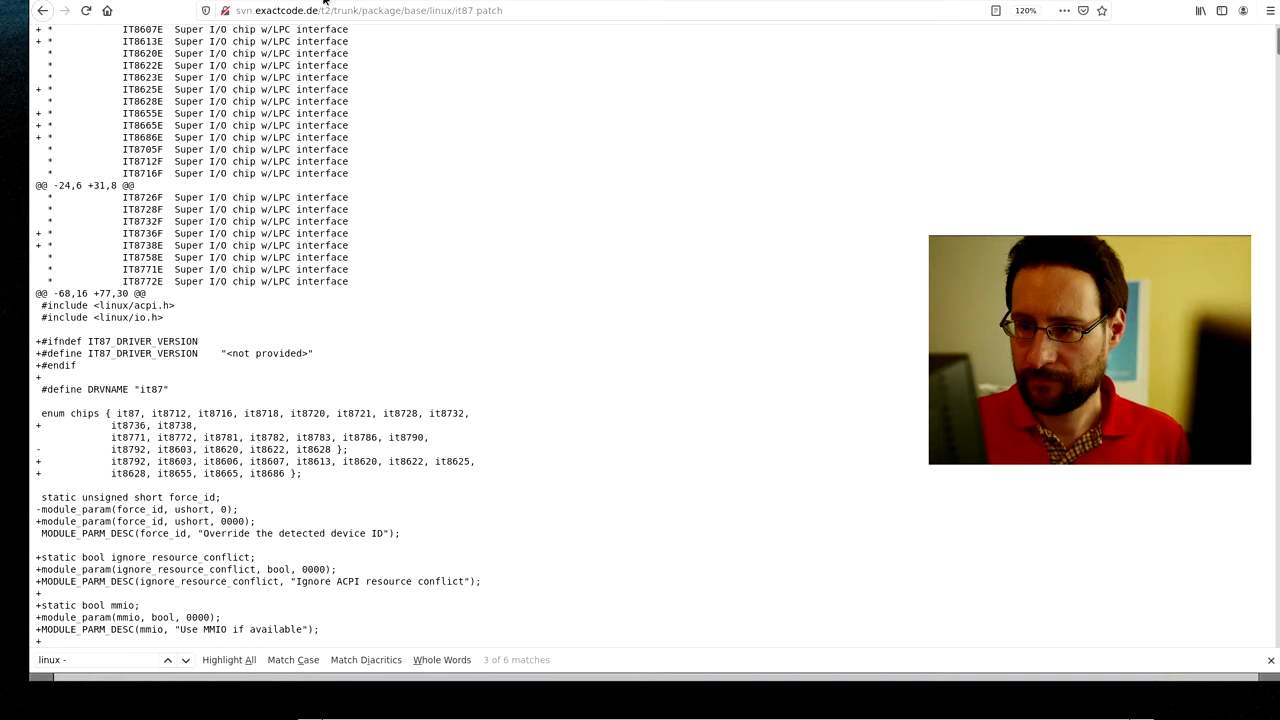 svn.exactcode.de/t2/trunk/package/base/linux/it87.patch
120%
+ *            IT8607E  Super I/O chip w/LPC interface
+ *            IT8613E  Super I/O chip w/LPC interface
  *            IT8620E  Super I/O chip w/LPC interface
  *            IT8622E  Super I/O chip w/LPC interface
  *            IT8623E  Super I/O chip w/LPC interface
+ *            IT8625E  Super I/O chip w/LPC interface
  *            IT8628E  Super I/O chip w/LPC interface
+ *            IT8655E  Super I/O chip w/LPC interface
+ *            IT8665E  Super I/O chip w/LPC interface
+ *            IT8686E  Super I/O chip w/LPC interface
  *            IT8705F  Super I/O chip w/LPC interface
  *            IT8712F  Super I/O chip w/LPC interface
  *            IT8716F  Super I/O chip w/LPC interface
@@ -24,6 +31,8 @@
  *            IT8726F  Super I/O chip w/LPC interface
  *            IT8728F  Super I/O chip w/LPC interface
  *            IT8732F  Super I/O chip w/LPC interface
+ *            IT8736F  Super I/O chip w/LPC interface
+ *            IT8738E  Super I/O chip w/LPC interface
  *            IT8758E  Super I/O chip w/LPC interface
  *            IT8771E  Super I/O chip w/LPC interface
  *            IT8772E  Super I/O chip w/LPC interface
@@ -68,16 +77,30 @@
 #include <linux/acpi.h>
 #include <linux/io.h>
+#ifndef IT87_DRIVER_VERSION
+#define IT87_DRIVER_VERSION    "<not provided>"
+#endif
+
 #define DRVNAME "it87"
 enum chips { it87, it8712, it8716, it8718, it8720, it8721, it8728, it8732,
+            it8736, it8738,
             it8771, it8772, it8781, it8782, it8783, it8786, it8790,
-            it8792, it8603, it8620, it8622, it8628 };
+            it8792, it8603, it8606, it8607, it8613, it8620, it8622, it8625,
+            it8628, it8655, it8665, it8686 };
 static unsigned short force_id;
-module_param(force_id, ushort, 0);
+module_param(force_id, ushort, 0000);
 MODULE_PARM_DESC(force_id, "Override the detected device ID");
+static bool ignore_resource_conflict;
+module_param(ignore_resource_conflict, bool, 0000);
+MODULE_PARM_DESC(ignore_resource_conflict, "Ignore ACPI resource conflict");
+
+static bool mmio;
+module_param(mmio, bool, 0000);
+MODULE_PARM_DESC(mmio, "Use MMIO if available");
+
linux - Highlight All Match Case Match Diacritics Whole Words 3 of 6 matches